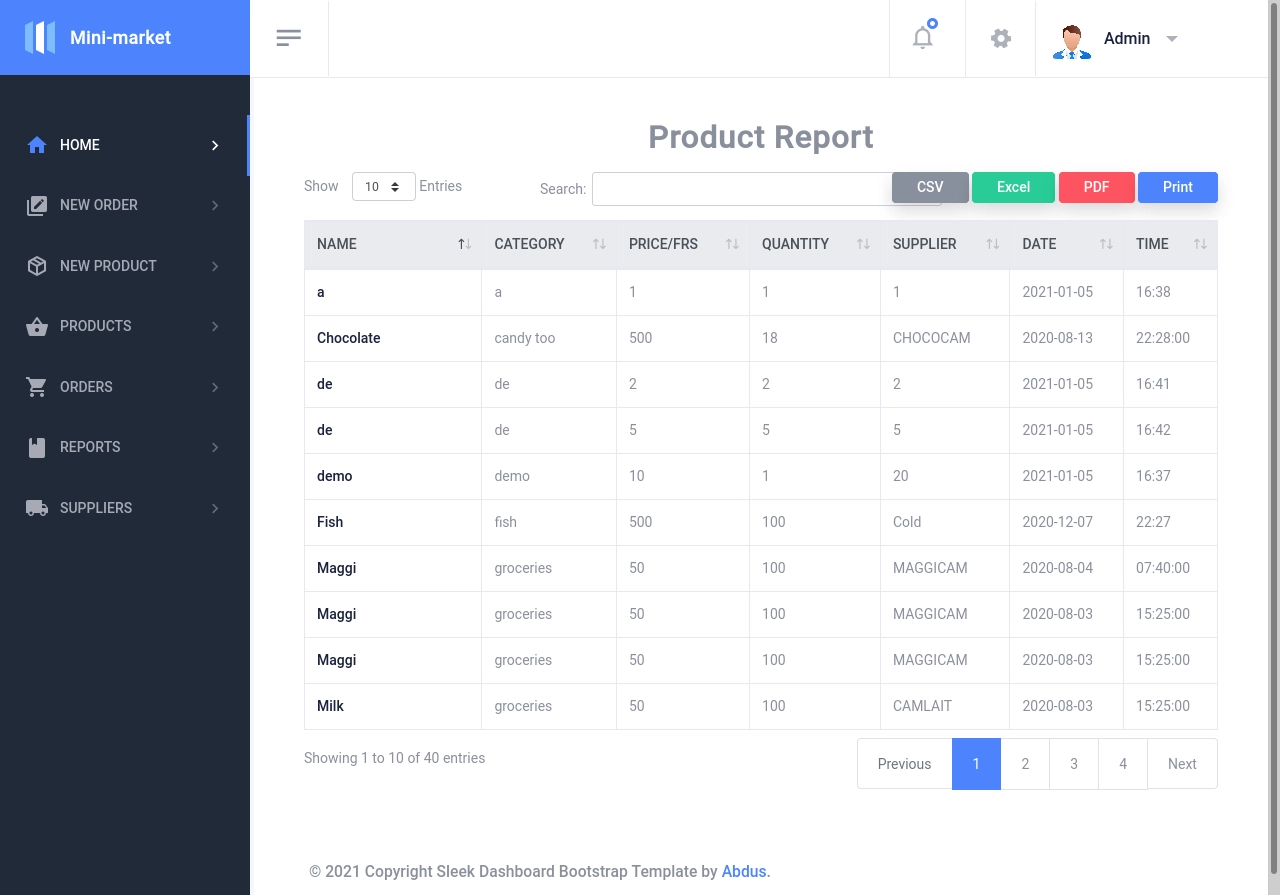 Mini-market
Admin
HOME
NEW ORDER
NEW PRODUCT
PRODUCTS
ORDERS
REPORTS
SUPPLIERS
Product Report
Show 10 Entries Search: CSV Excel PDF Print
NAME CATEGORY PRICE/FRS QUANTITY SUPPLIER DATE TIME
a a 1 1 1 2021-01-05 16:38
Chocolate candy too 500 18 CHOCOCAM 2020-08-13 22:28:00
de de 2 2 2 2021-01-05 16:41
de de 5 5 5 2021-01-05 16:42
demo demo 10 1 20 2021-01-05 16:37
Fish fish 500 100 Cold 2020-12-07 22:27
Maggi groceries 50 100 MAGGICAM 2020-08-04 07:40:00
Maggi groceries 50 100 MAGGICAM 2020-08-03 15:25:00
Maggi groceries 50 100 MAGGICAM 2020-08-03 15:25:00
Milk groceries 50 100 CAMLAIT 2020-08-03 15:25:00
Showing 1 to 10 of 40 entries Previous 1 2 3 4 Next
© 2021 Copyright Sleek Dashboard Bootstrap Template by Abdus.